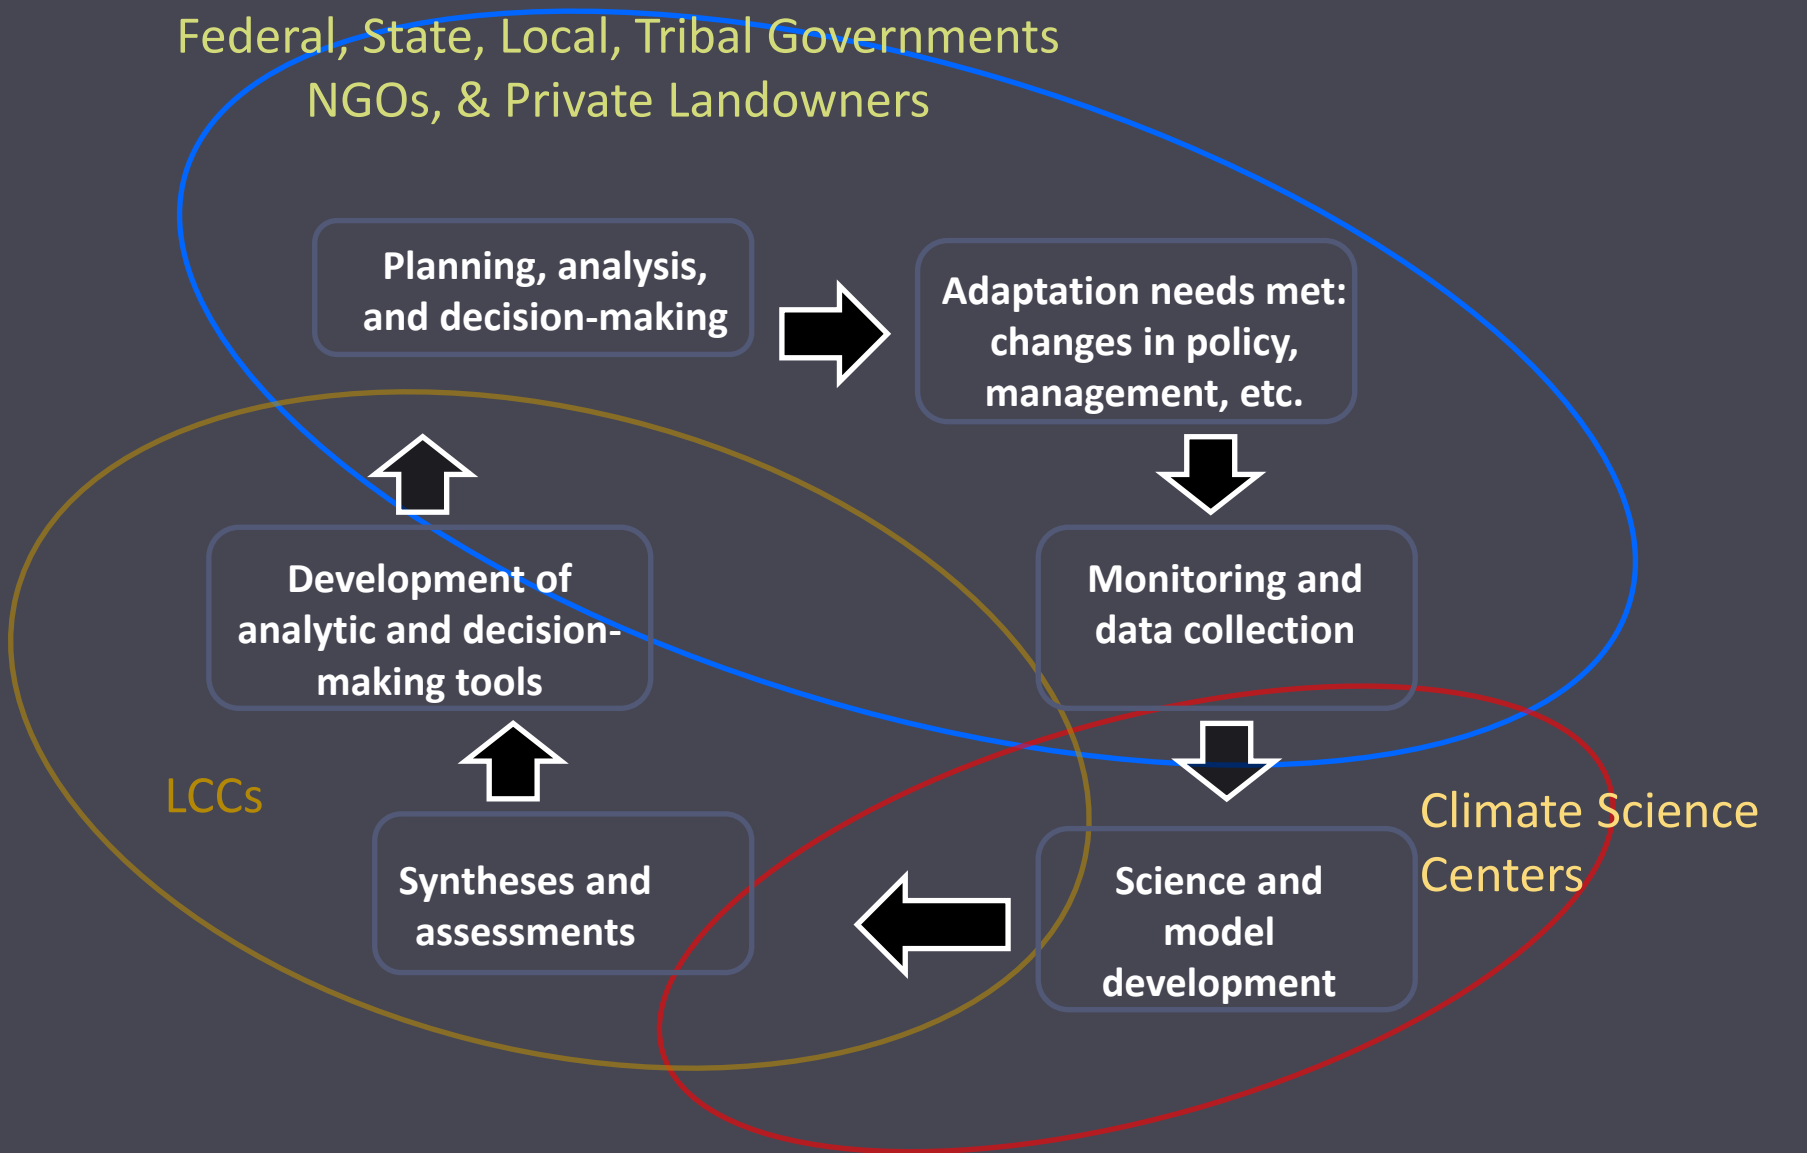 Federal, State, Local, Tribal Governments
NGOs, & Private Landowners
Planning, analysis,
and decision-making
Adaptation needs met:
changes in policy,
management, etc.
Development of
analytic and decision-
making tools
Monitoring and
data collection
LCCs
Climate Science
Centers
Syntheses and
assessments
Science and
model
development